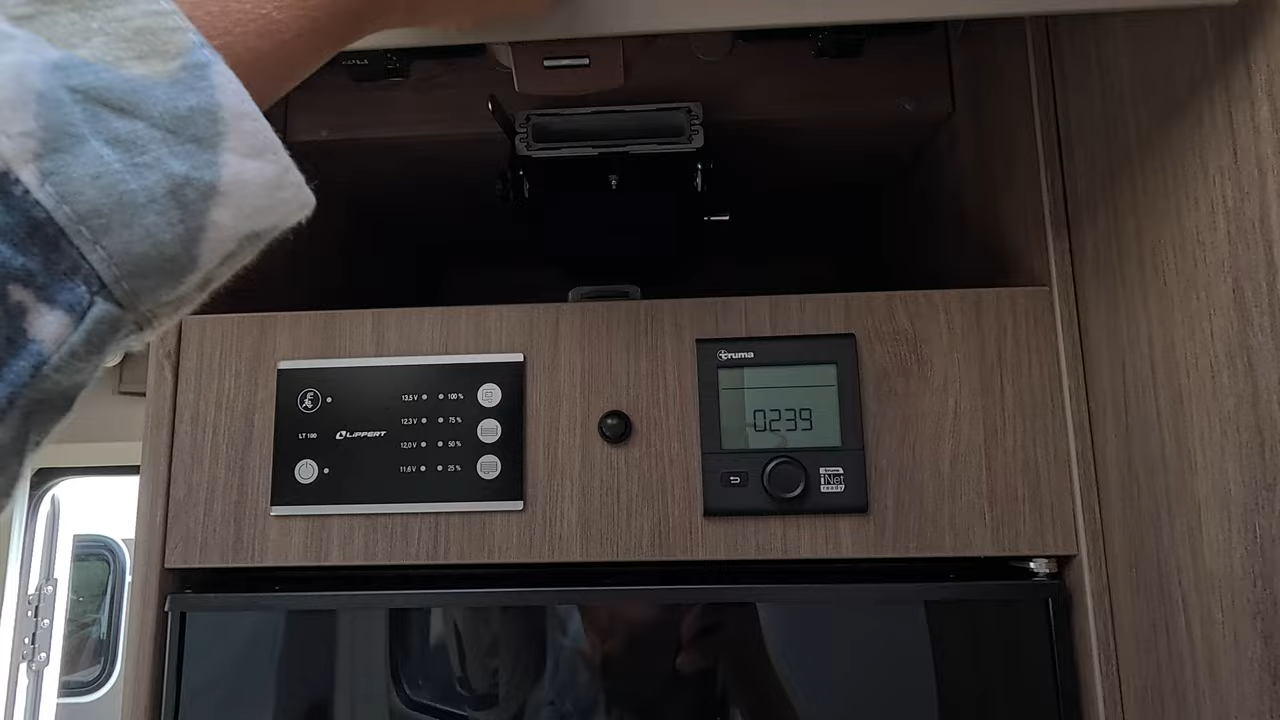 13,5 V 100 %
12,3 V 75 %
LT 100 LIPPERT
12,0 V 50 %
11,6 V 25 %
truma
0239
truma
iNet
ready